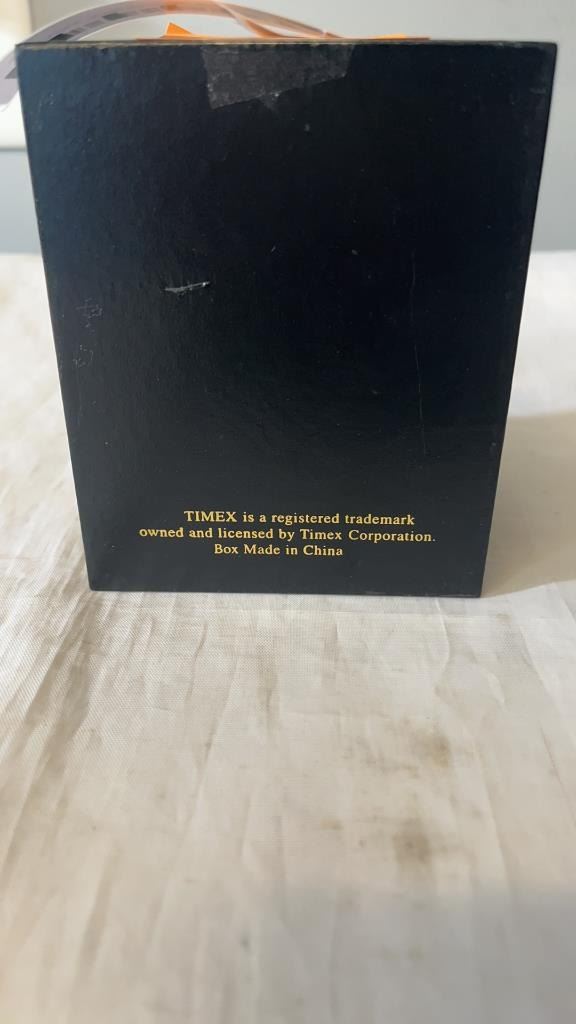 TIMEX is a registered trademark
owned and licensed by Timex Corporation.
Box Made in China